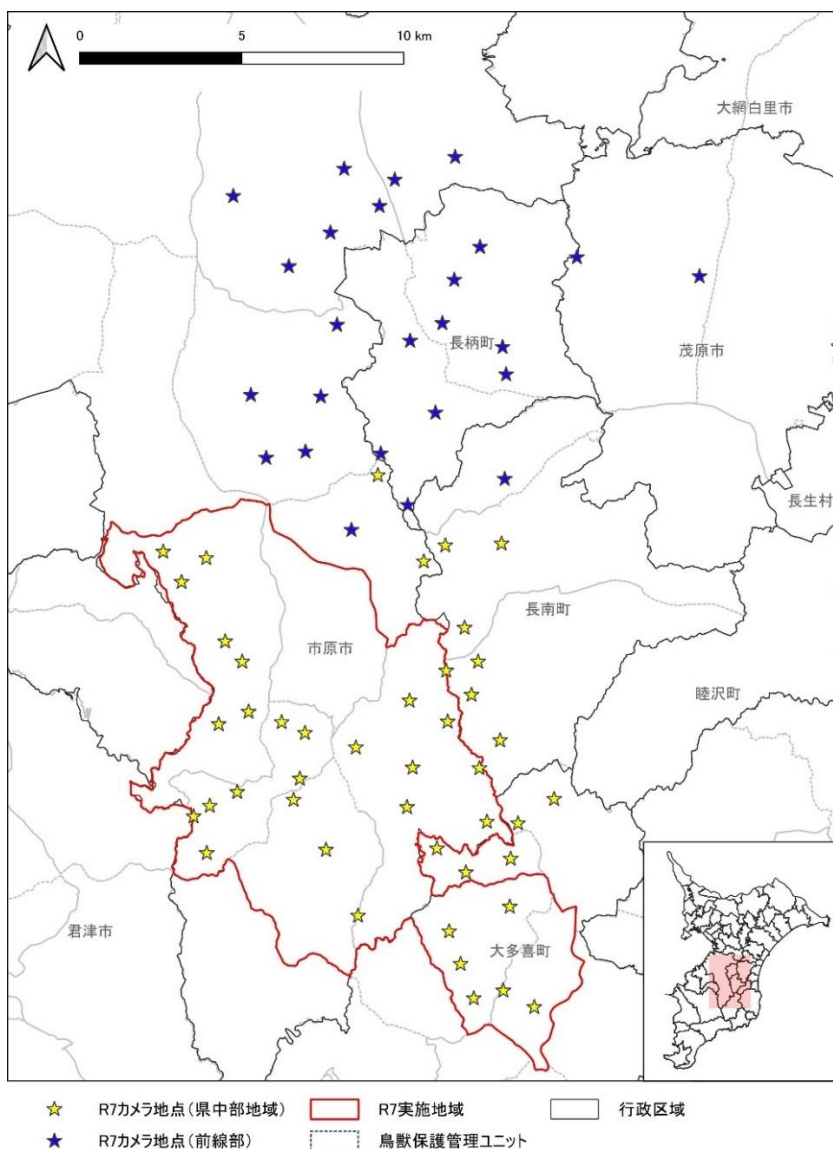 0 5 10 km
大網白里市
長柄町
茂原市
長生村
長南町
市原市
睦沢町
君津市
大多喜町
R7カメラ地点(県中部地域) R7実施地域 行政区域
R7カメラ地点(前線部) 鳥獣保護管理ユニット